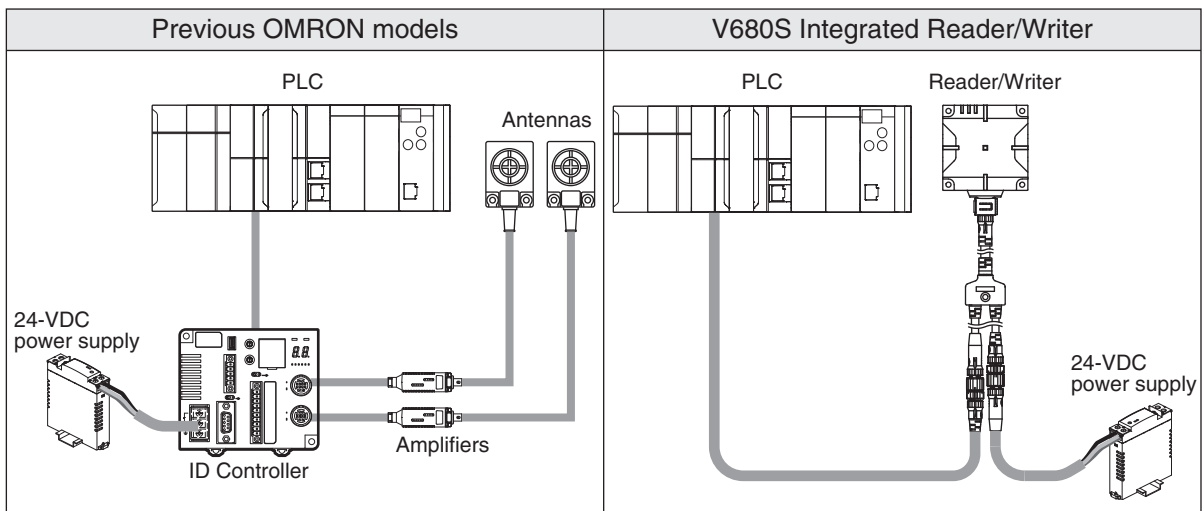 Previous OMRON models
V680S Integrated Reader/Writer
PLC
Antennas
24-VDC
power supply
Amplifiers
ID Controller
PLC
Reader/Writer
24-VDC
power supply